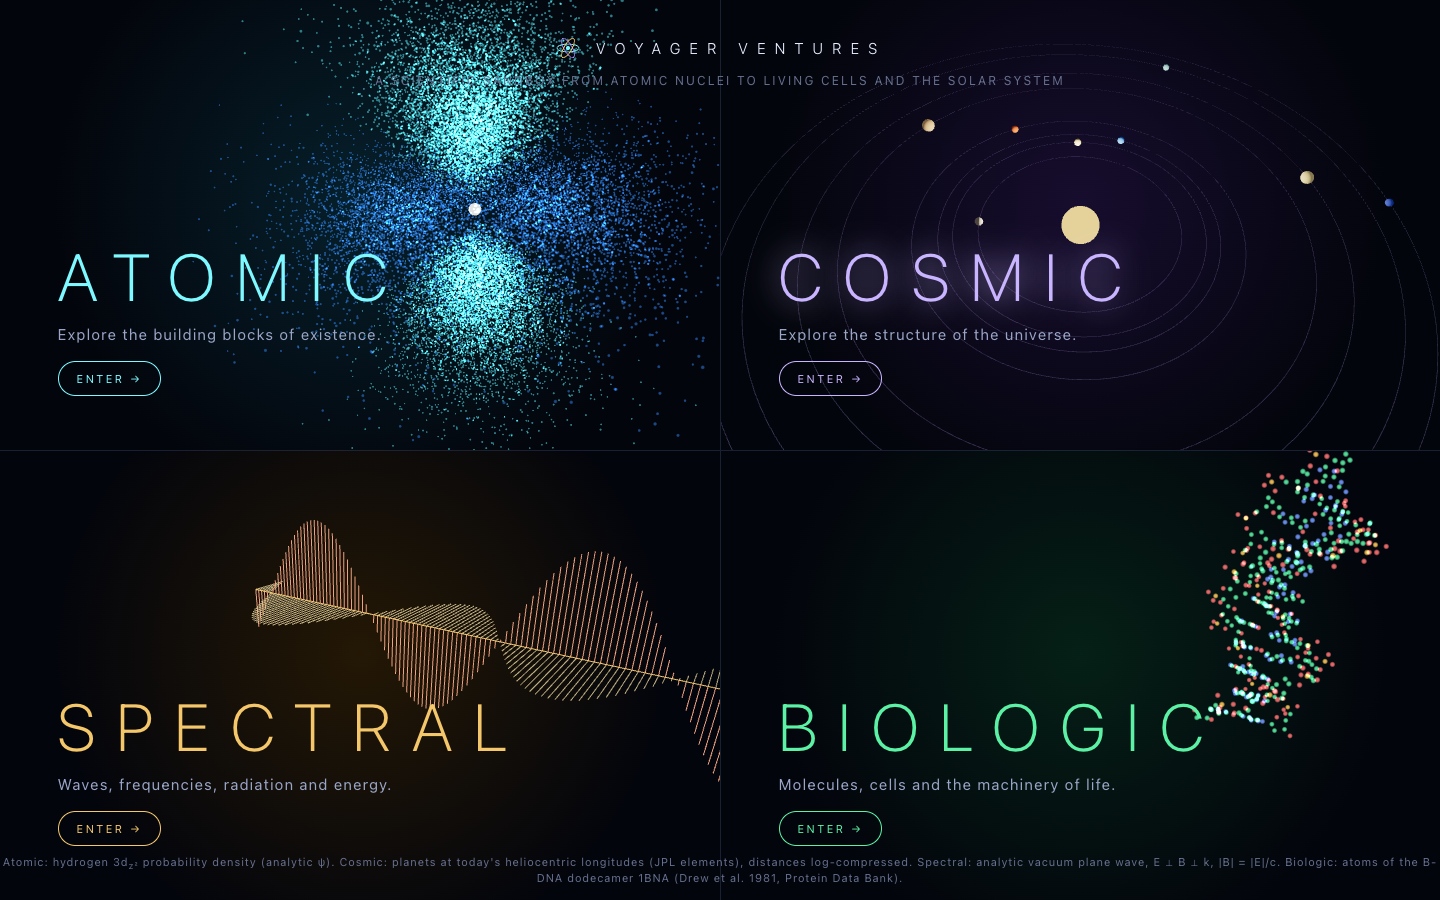 VOYAGER VENTURES
FROM ATOMIC NUCLEI TO LIVING CELLS AND THE SOLAR SYSTEM
ATOMIC
Explore the building blocks of existence.
ENTER →
COSMIC
Explore the structure of the universe.
ENTER →
SPECTRAL
Waves, frequencies, radiation and energy.
ENTER →
BIOLOGIC
Molecules, cells and the machinery of life.
ENTER →
Atomic: hydrogen 3d_z² probability density (analytic ψ). Cosmic: planets at today's heliocentric longitudes (JPL elements), distances log-compressed. Spectral: analytic vacuum plane wave, E ⊥ B ⊥ k, |B| = |E|/c. Biologic: atoms of the B-
DNA dodecamer 1BNA (Drew et al. 1981, Protein Data Bank).